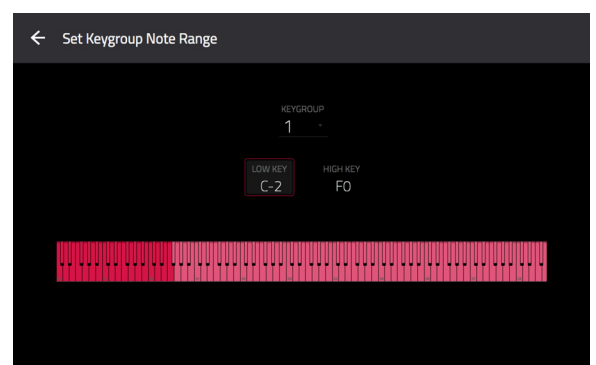 Set Keygroup Note Range
KEYGROUP
1
LOW KEY
HIGH KEY
C-2
F0